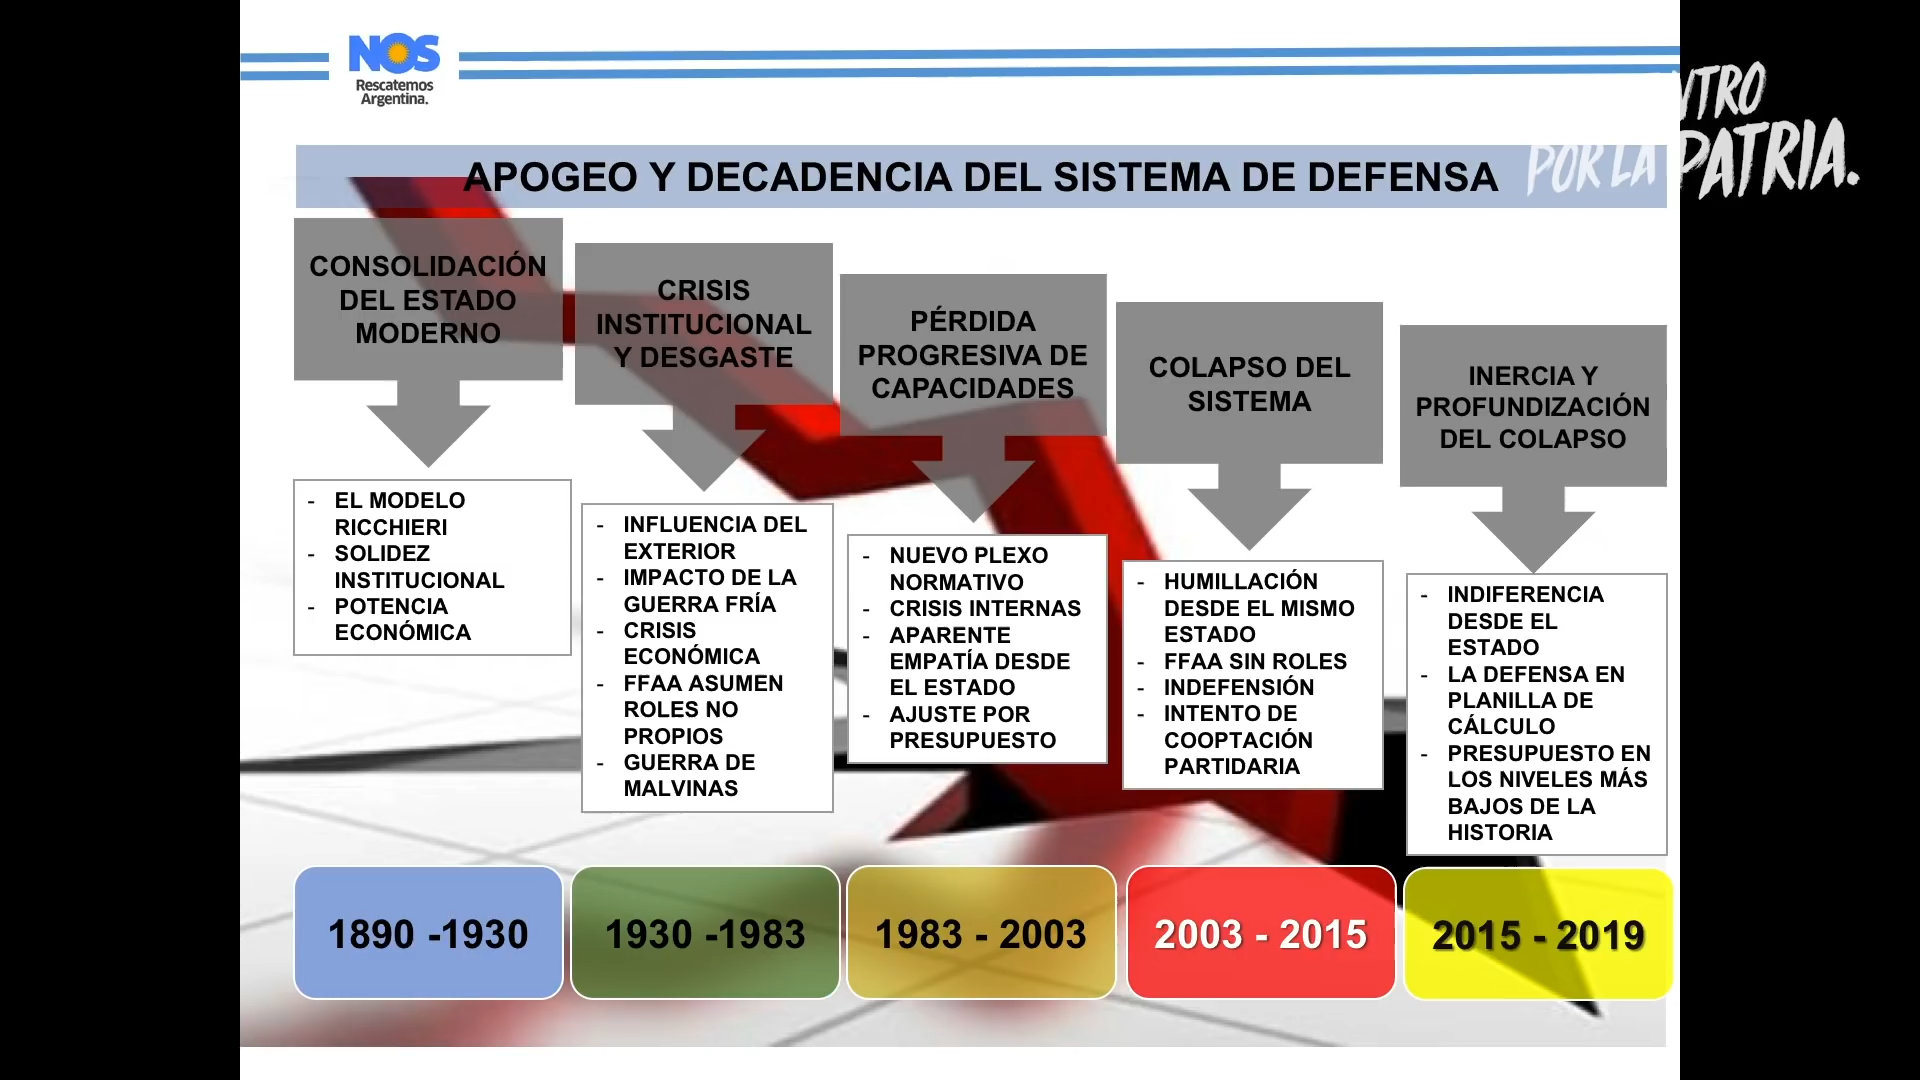 NOS
Rescatemos
Argentina.
NTRO
POR LA PATRIA.
APOGEO Y DECADENCIA DEL SISTEMA DE DEFENSA
CONSOLIDACIÓN
DEL ESTADO
MODERNO
- EL MODELO
RICCHIERI
- SOLIDEZ
INSTITUCIONAL
- POTENCIA
ECONÓMICA
1890 -1930
CRISIS
INSTITUCIONAL
Y DESGASTE
- INFLUENCIA DEL
EXTERIOR
- IMPACTO DE LA
GUERRA FRÍA
- CRISIS
ECONÓMICA
- FFAA ASUMEN
ROLES NO
PROPIOS
- GUERRA DE
MALVINAS
1930 -1983
PÉRDIDA
PROGRESIVA DE
CAPACIDADES
- NUEVO PLEXO
NORMATIVO
- CRISIS INTERNAS
- APARENTE
EMPATÍA DESDE
EL ESTADO
- AJUSTE POR
PRESUPUESTO
1983 - 2003
COLAPSO DEL
SISTEMA
- HUMILLACIÓN
DESDE EL MISMO
ESTADO
- FFAA SIN ROLES
- INDEFENSIÓN
- INTENTO DE
COOPTACIÓN
PARTIDARIA
2003 - 2015
INERCIA Y
PROFUNDIZACIÓN
DEL COLAPSO
- INDIFERENCIA
DESDE EL
ESTADO
- LA DEFENSA EN
PLANILLA DE
CÁLCULO
- PRESUPUESTO EN
LOS NIVELES MÁS
BAJOS DE LA
HISTORIA
2015 - 2019